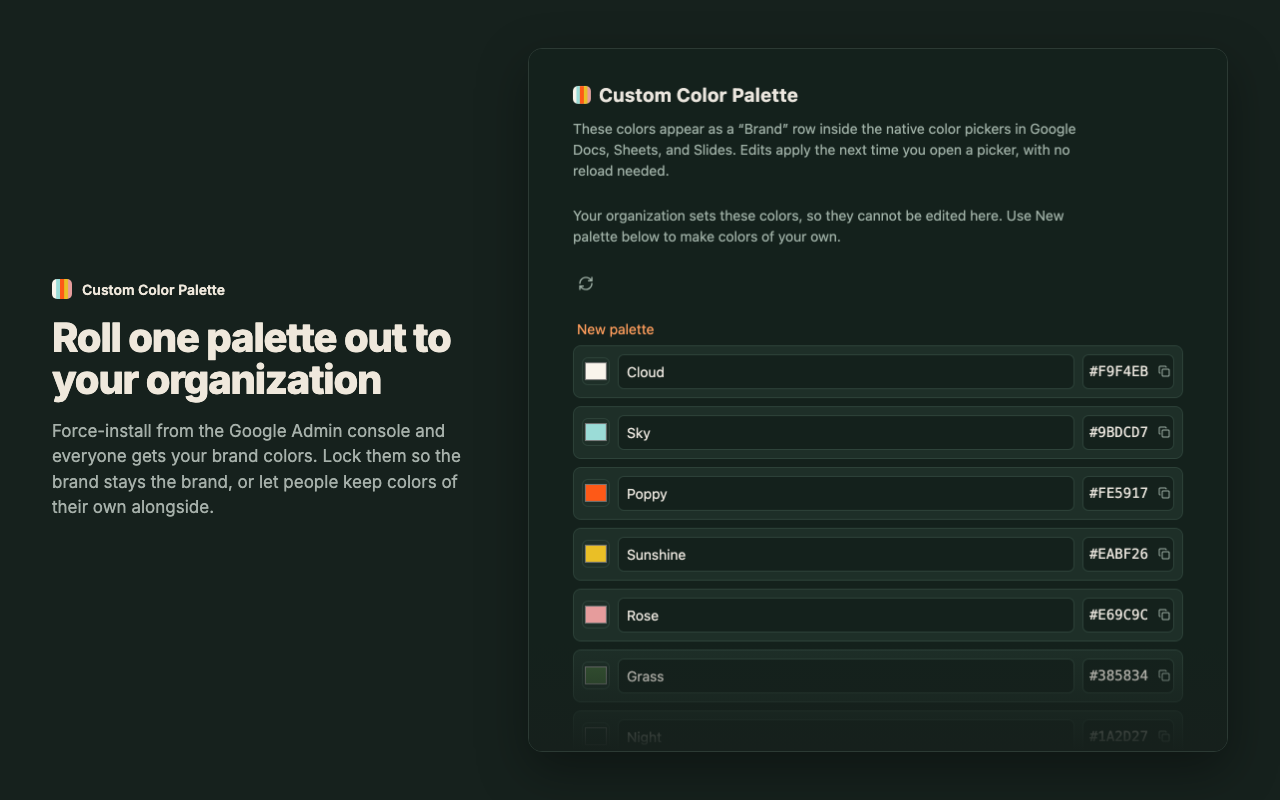 Custom Color Palette
Roll one palette out to
your organization
Force-install from the Google Admin console and
everyone gets your brand colors. Lock them so the
brand stays the brand, or let people keep colors of
their own alongside.
Custom Color Palette
These colors appear as a “Brand” row inside the native color pickers in Google
Docs, Sheets, and Slides. Edits apply the next time you open a picker, with no
reload needed.
Your organization sets these colors, so they cannot be edited here. Use New
palette below to make colors of your own.
New palette
Cloud #F9F4EB
Sky #9BDCD7
Poppy #FE5917
Sunshine #EABF26
Rose #E69C9C
Grass #385834
Night #1A2D27